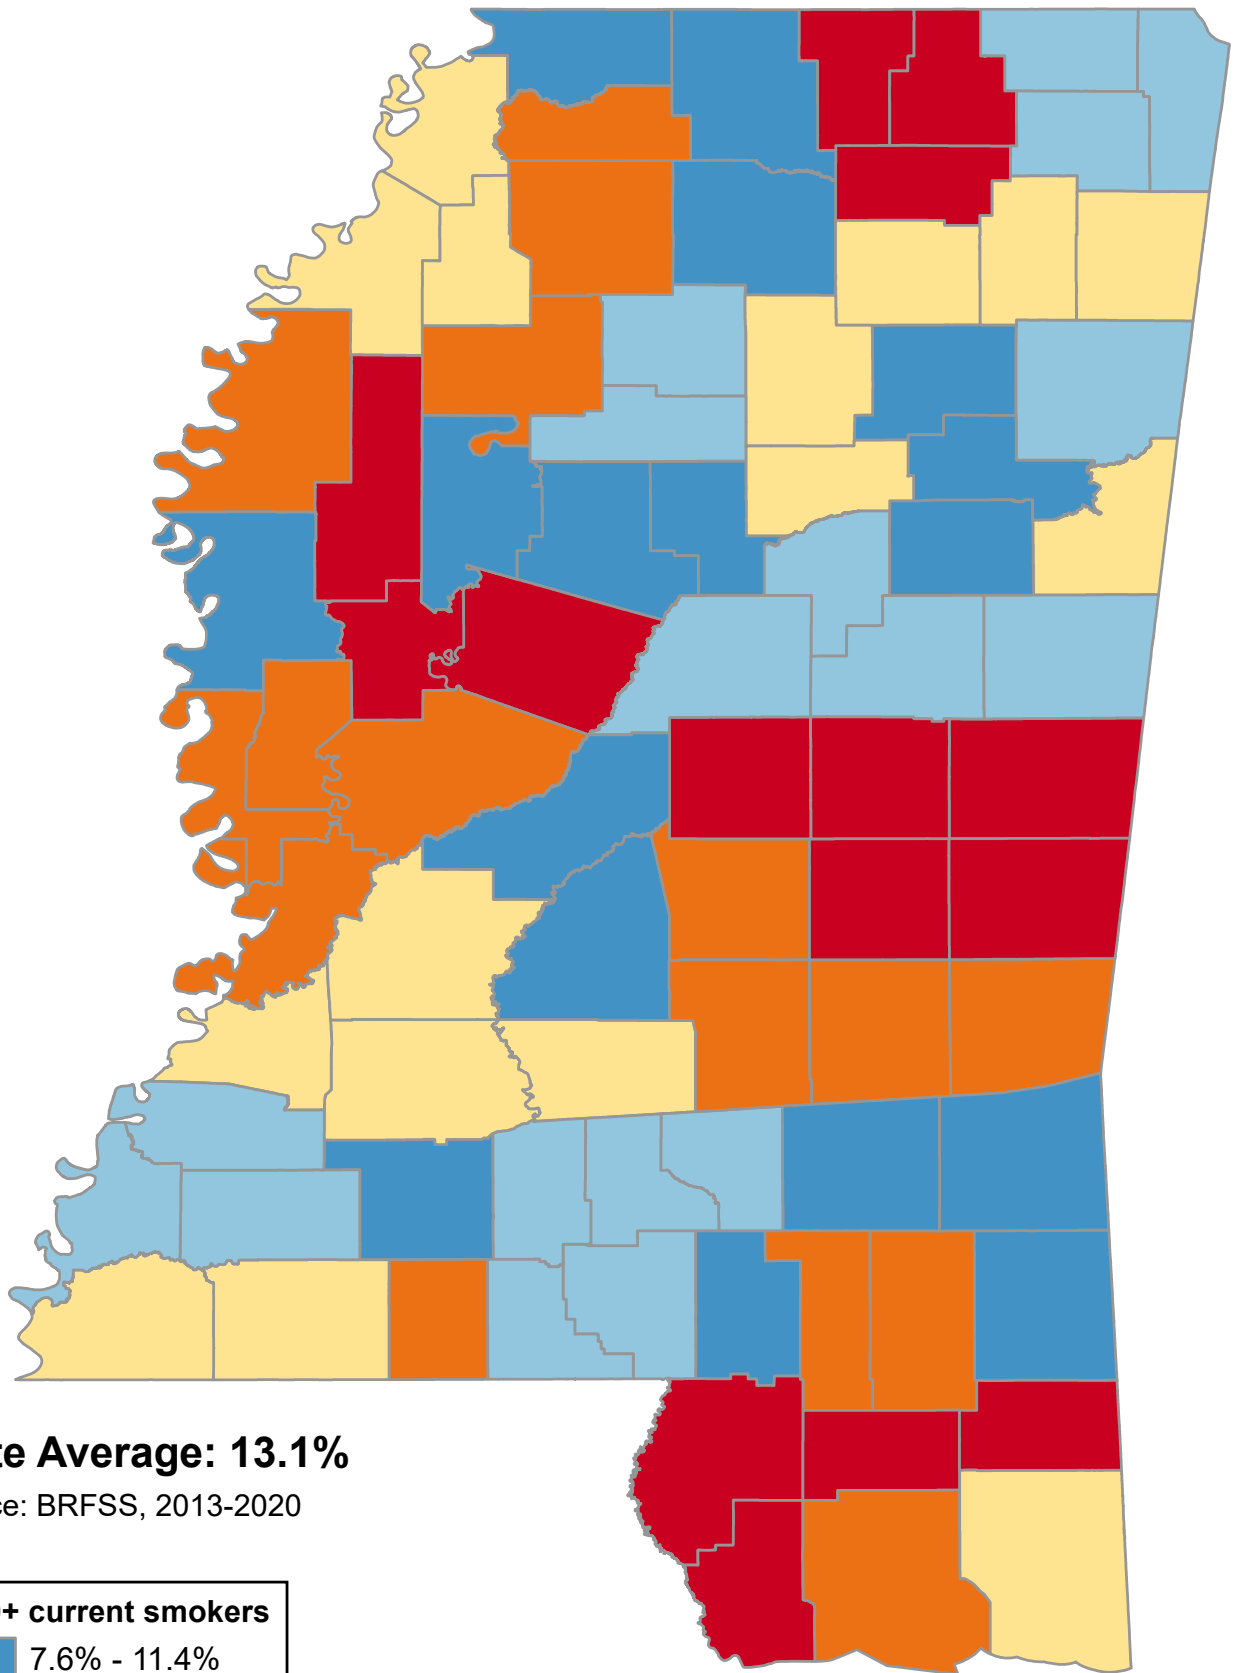 te Average: 13.1%
ce: BRFSS, 2013-2020
+ current smokers
7.6% - 11.4%